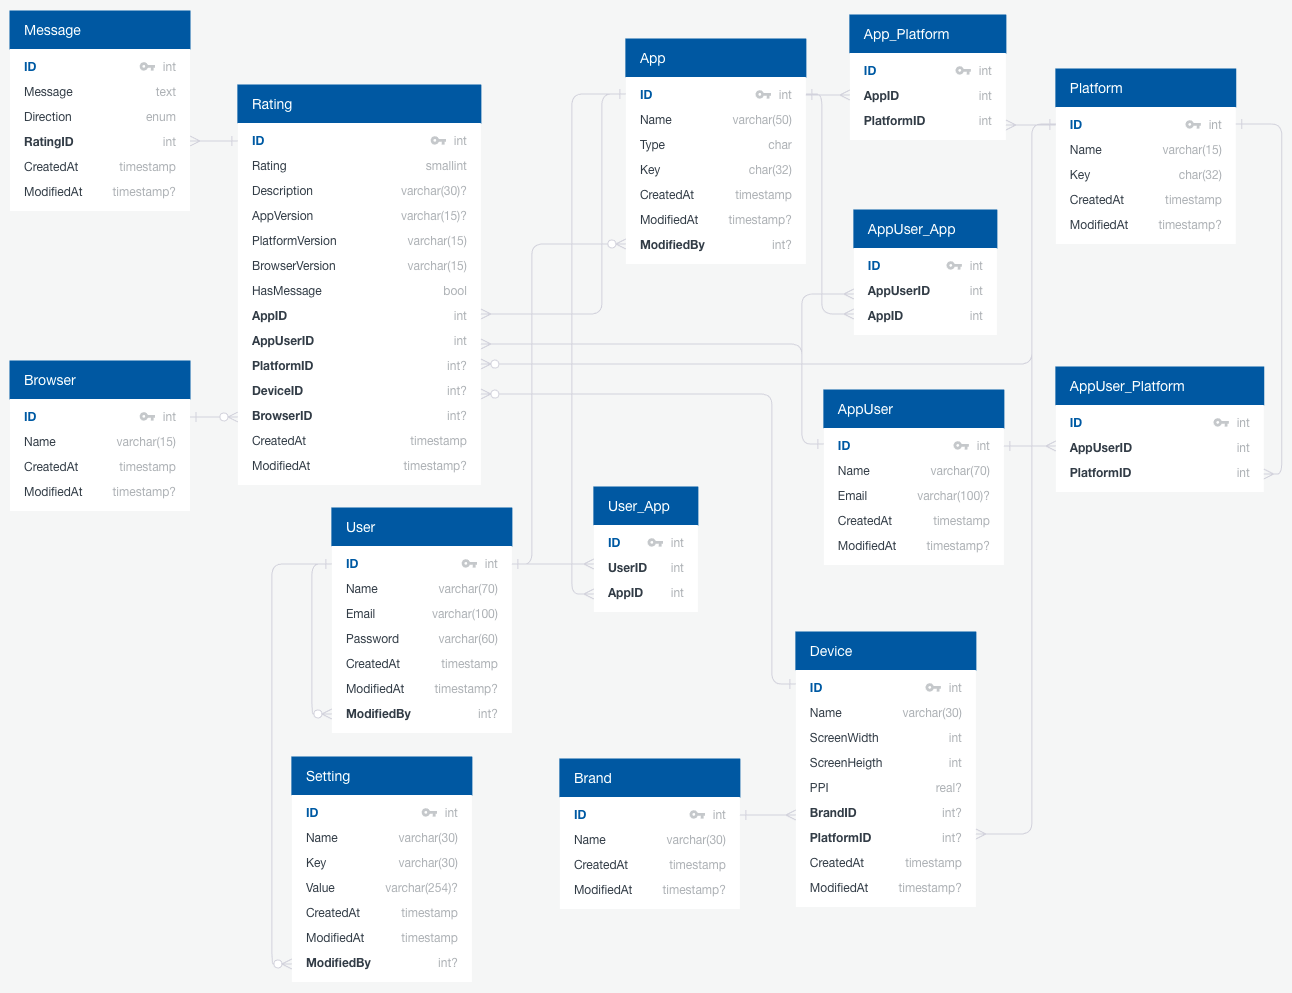 Message
ID int
Message text
Direction enum
RatingID int
CreatedAt timestamp
ModifiedAt timestamp?
Rating
ID int
Rating smallint
Description varchar(30)?
AppVersion varchar(15)?
PlatformVersion varchar(15)
BrowserVersion varchar(15)
HasMessage bool
AppID int
AppUserID int
PlatformID int?
DeviceID int?
BrowserID int?
CreatedAt timestamp
ModifiedAt timestamp?
App
ID int
Name varchar(50)
Type char
Key char(32)
CreatedAt timestamp
ModifiedAt timestamp?
ModifiedBy int?
App_Platform
ID int
AppID int
PlatformID int
Platform
ID int
Name varchar(15)
Key char(32)
CreatedAt timestamp
ModifiedAt timestamp?
AppUser_App
ID int
AppUserID int
AppID int
Browser
ID int
Name varchar(15)
CreatedAt timestamp
ModifiedAt timestamp?
AppUser
ID int
Name varchar(70)
Email varchar(100)?
CreatedAt timestamp
ModifiedAt timestamp?
AppUser_Platform
ID int
AppUserID int
PlatformID int
User
ID int
Name varchar(70)
Email varchar(100)
Password varchar(60)
CreatedAt timestamp
ModifiedAt timestamp?
ModifiedBy int?
User_App
ID int
UserID int
AppID int
Device
ID int
Name varchar(30)
ScreenWidth int
ScreenHeigth int
PPI real?
BrandID int?
PlatformID int?
CreatedAt timestamp
ModifiedAt timestamp?
Setting
ID int
Name varchar(30)
Key varchar(30)
Value varchar(254)?
CreatedAt timestamp
ModifiedAt timestamp
ModifiedBy int?
Brand
ID int
Name varchar(30)
CreatedAt timestamp
ModifiedAt timestamp?